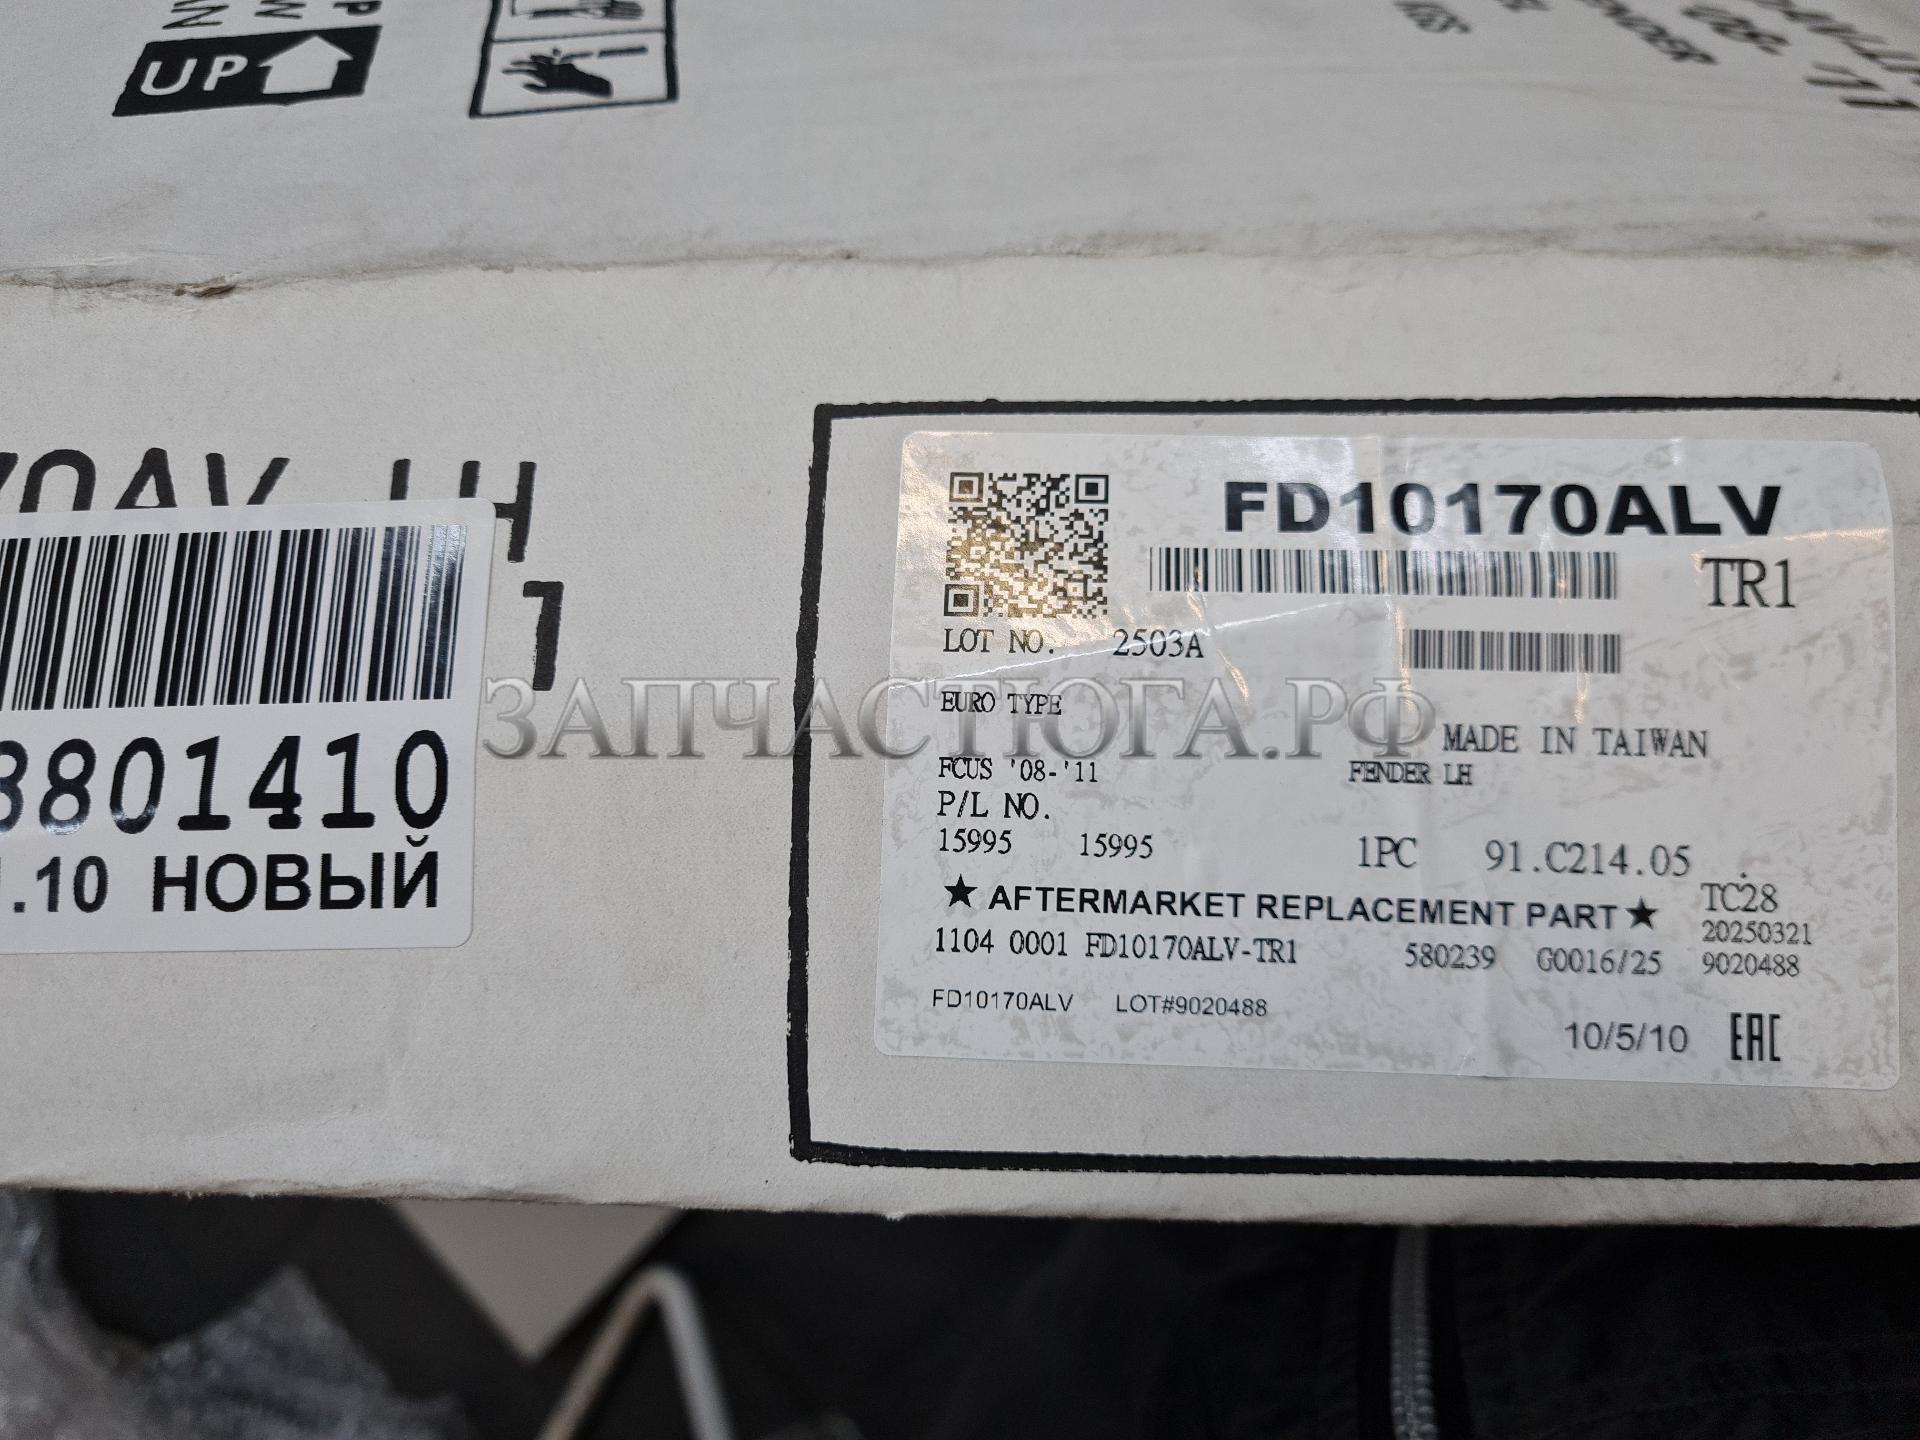 UP
70AV LH
1
3801410
.10 НОВЫЙ
FD10170ALV
TR1
LOT NO. 2503A
EURO TYPE
MADE IN TAIWAN
FCUS '08-'11 FENDER LH
P/L NO.
15995 15995 1PC 91.C214.05 .
★ AFTERMARKET REPLACEMENT PART ★ TC28
20250321
1104 0001 FD10170ALV-TR1 580239 G0016/25 9020488
FD10170ALV LOT#9020488
10/5/10 EAC
ЗАПЧАСТЮГА.РФ